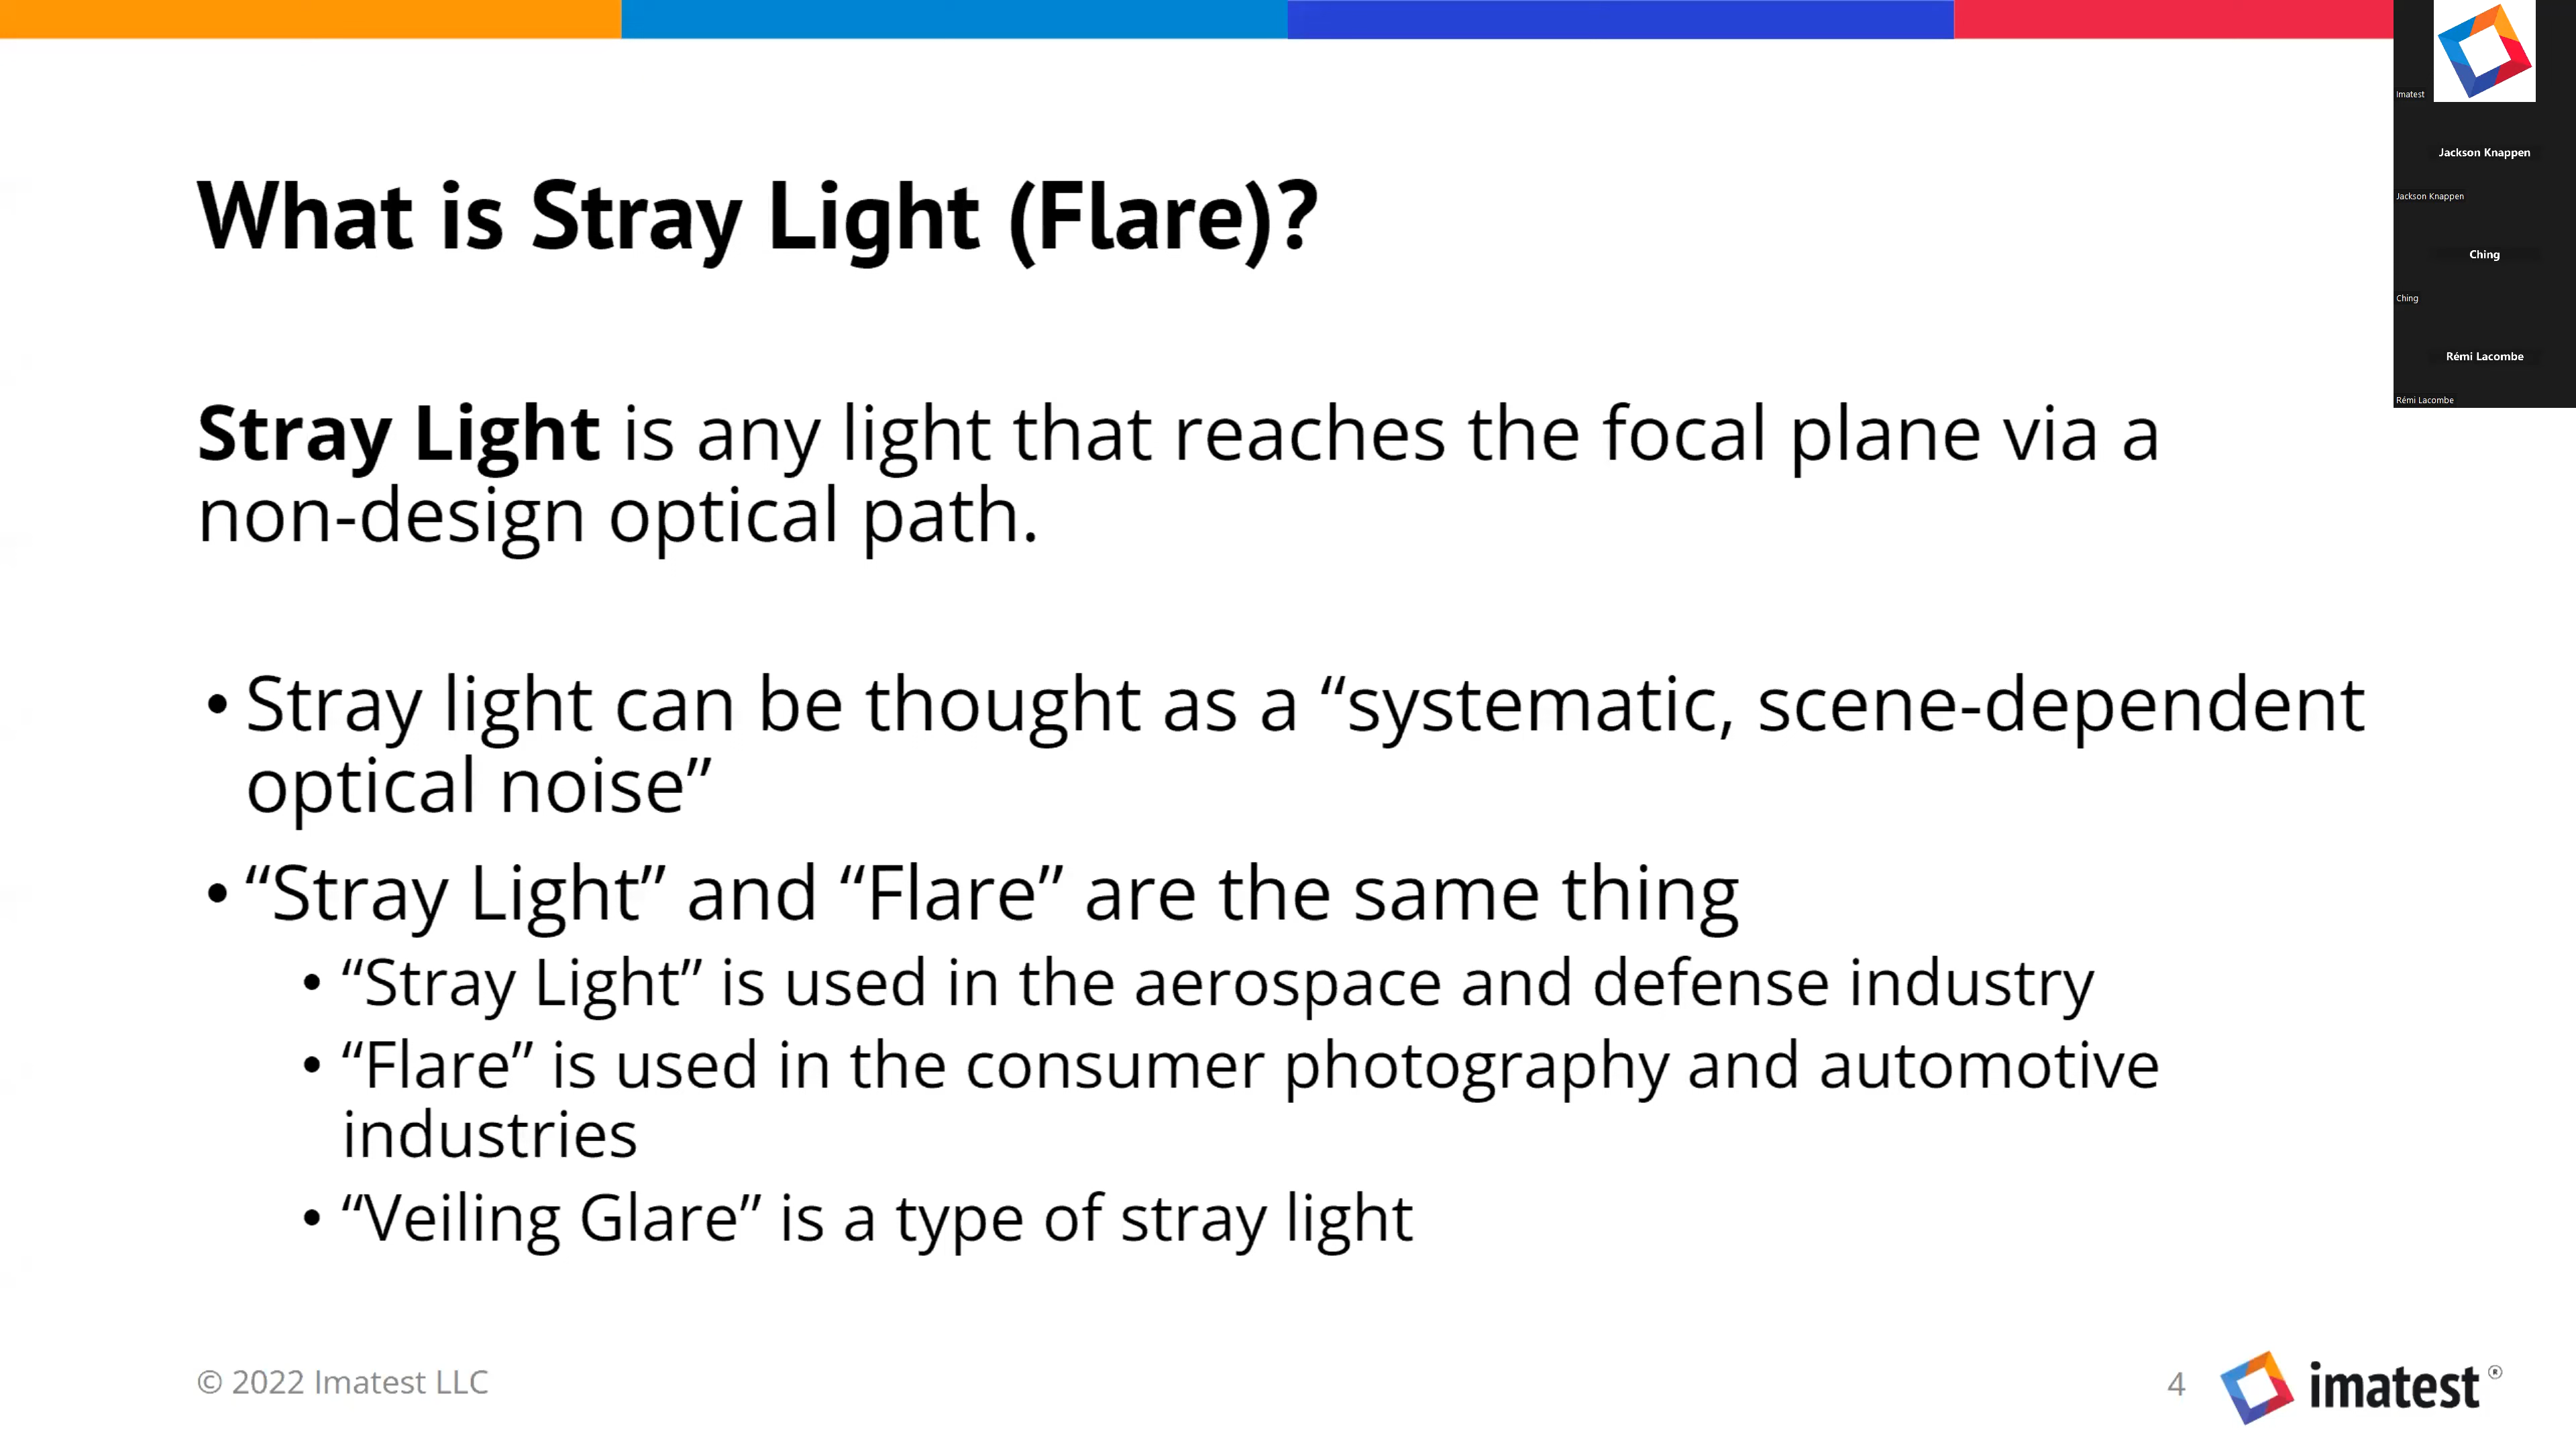 What is Stray Light (Flare)?
Stray Light is any light that reaches the focal plane via a
non-design optical path.
• Stray light can be thought as a “systematic, scene-dependent
optical noise”
• “Stray Light” and “Flare” are the same thing
• “Stray Light” is used in the aerospace and defense industry
• “Flare” is used in the consumer photography and automotive
industries
• “Veiling Glare” is a type of stray light
© 2022 Imatest LLC
4
imatest®
Imatest
Jackson Knappen
Jackson Knappen
Ching
Ching
Rémi Lacombe
Rémi Lacombe